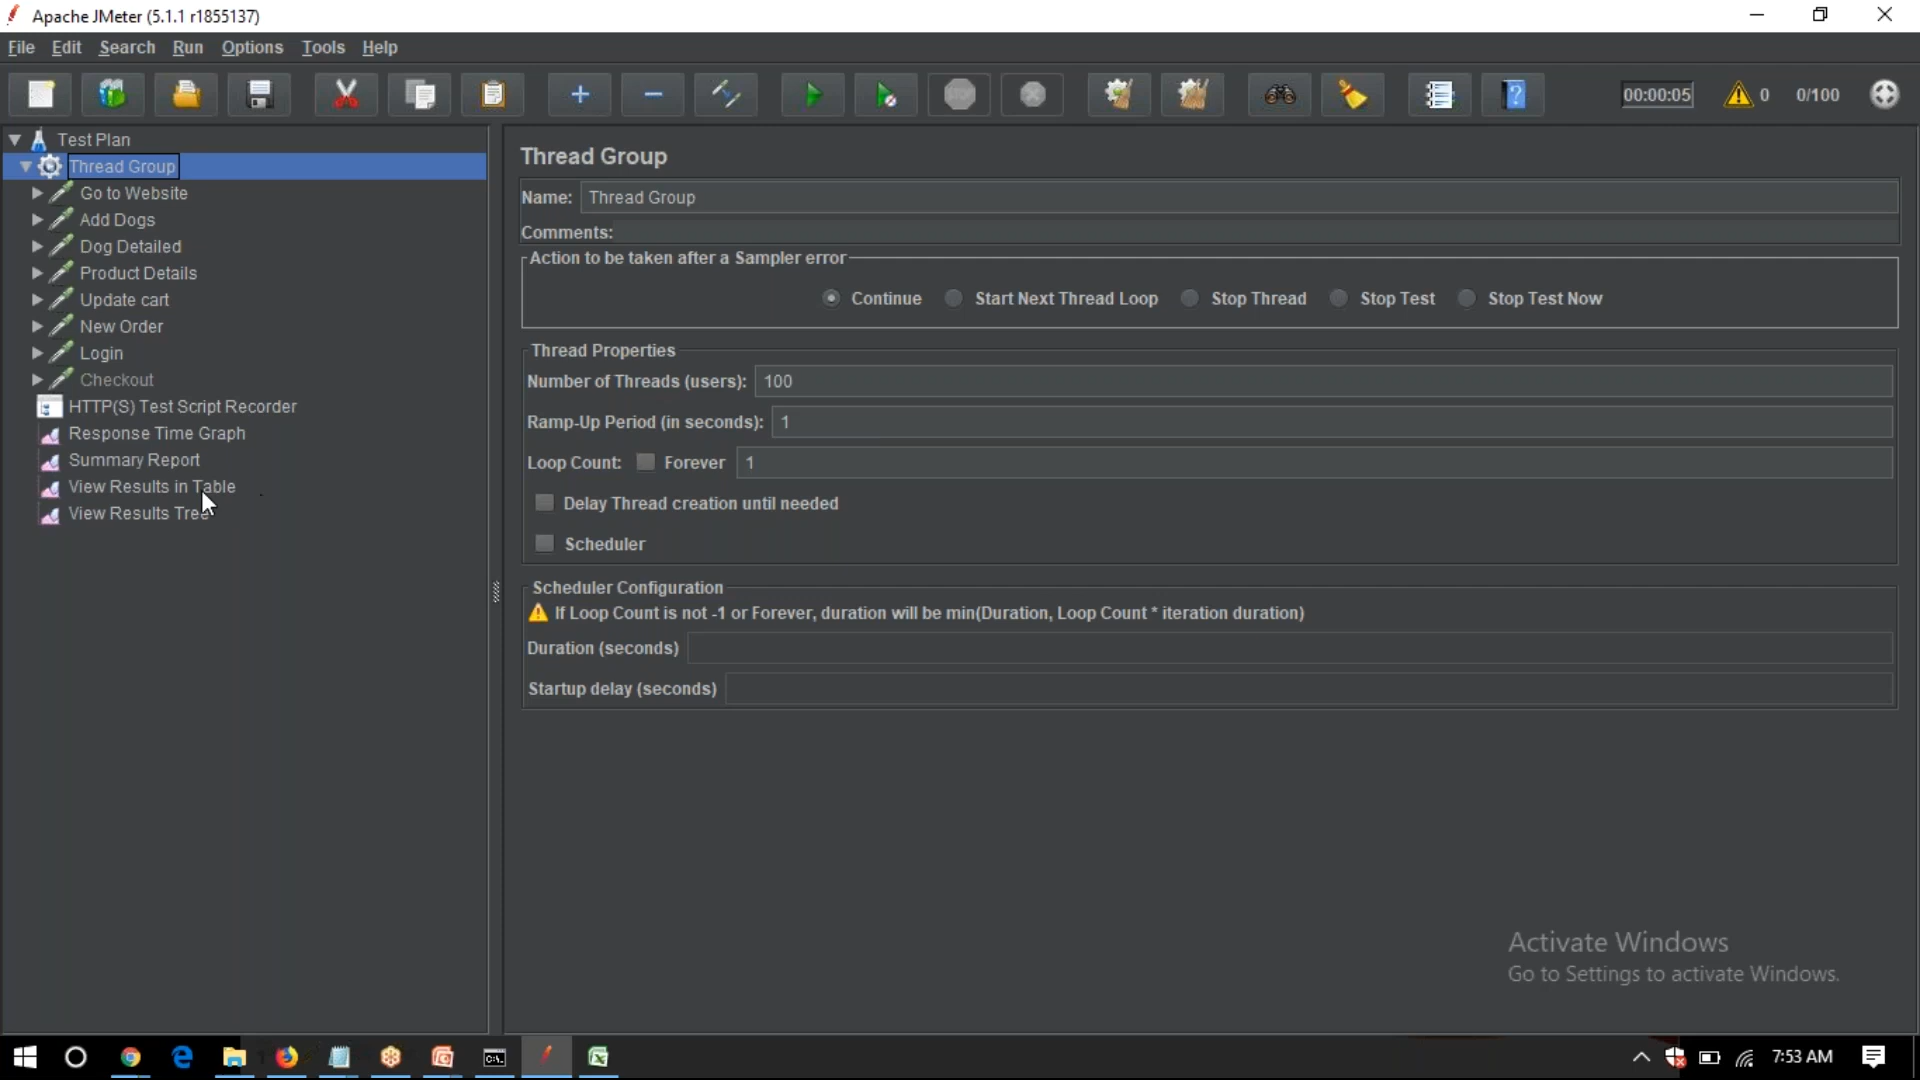 Apache JMeter (5.1.1 r1855137)
File Edit Search Run Options Tools Help
00:00:05 0 0/100
Test Plan
Thread Group
Go to Website
Add Dogs
Dog Detailed
Product Details
Update cart
New Order
Login
Checkout
HTTP(S) Test Script Recorder
Response Time Graph
Summary Report
View Results in Table
View Results Tree
Thread Group
Name: Thread Group
Comments:
Action to be taken after a Sampler error
Continue Start Next Thread Loop Stop Thread Stop Test Stop Test Now
Thread Properties
Number of Threads (users): 100
Ramp-Up Period (in seconds): 1
Loop Count: Forever 1
Delay Thread creation until needed
Scheduler
Scheduler Configuration
If Loop Count is not -1 or Forever, duration will be min(Duration, Loop Count * iteration duration)
Duration (seconds)
Startup delay (seconds)
Activate Windows
Go to Settings to activate Windows.
7:53 AM